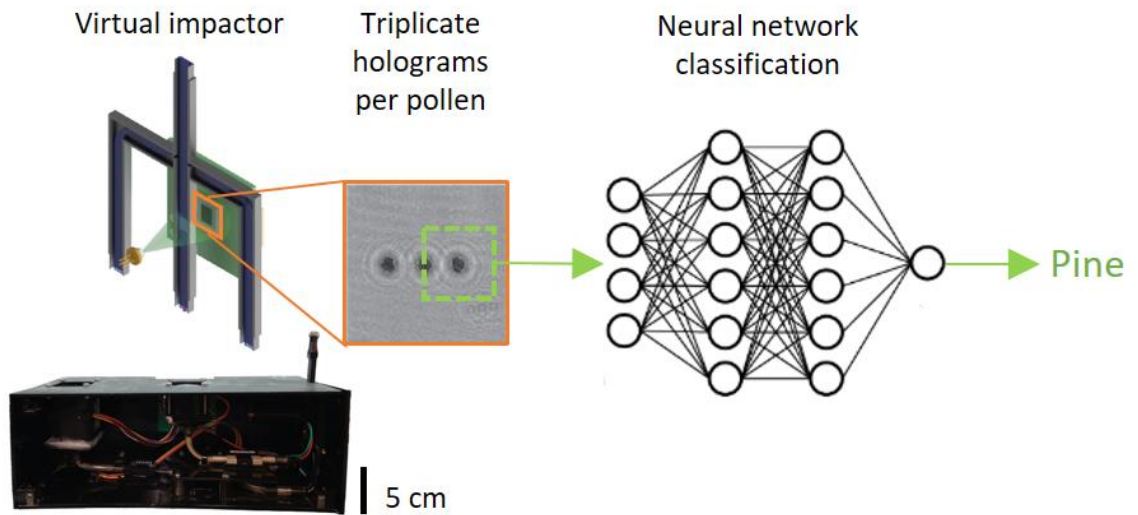 Virtual impactor
Triplicate
holograms
per pollen
Neural network
classification
Pine
5 cm